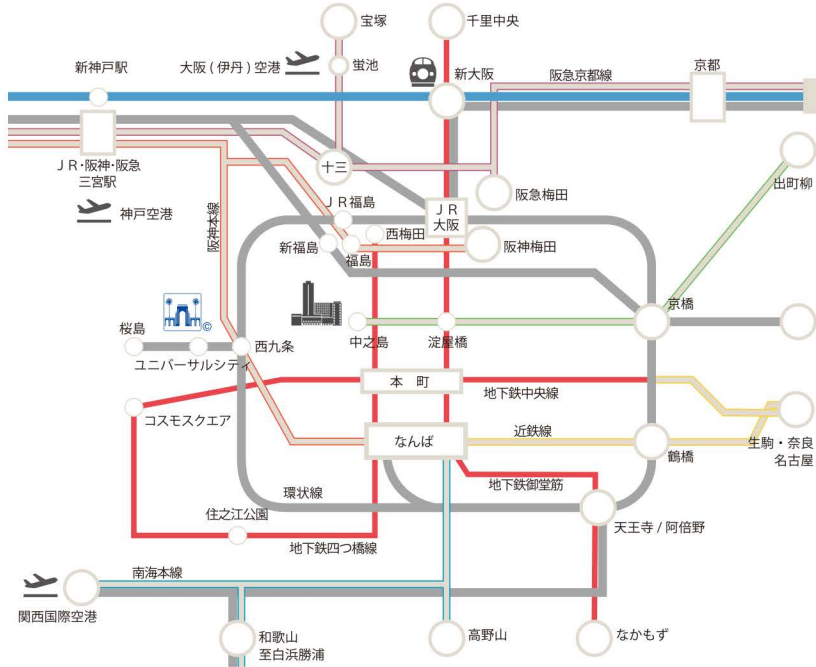 宝塚
千里中央
新神戸駅
大阪(伊丹)空港
蛍池
新大阪
阪急京都線
京都
JR・阪神・阪急
三宮駅
十三
出町柳
神戸空港
阪神本線
JR福島
西梅田
JR
大阪
阪急梅田
新福島
福島
阪神梅田
©
京橋
桜島
ユニバーサルシティ
西九条
中之島
淀屋橋
本町
地下鉄中央線
コスモスクエア
なんば
近鉄線
鶴橋
生駒・奈良
名古屋
地下鉄御堂筋
環状線
住之江公園
地下鉄四つ橋線
天王寺/阿倍野
南海本線
関西国際空港
和歌山
至白浜勝浦
高野山
なかもず